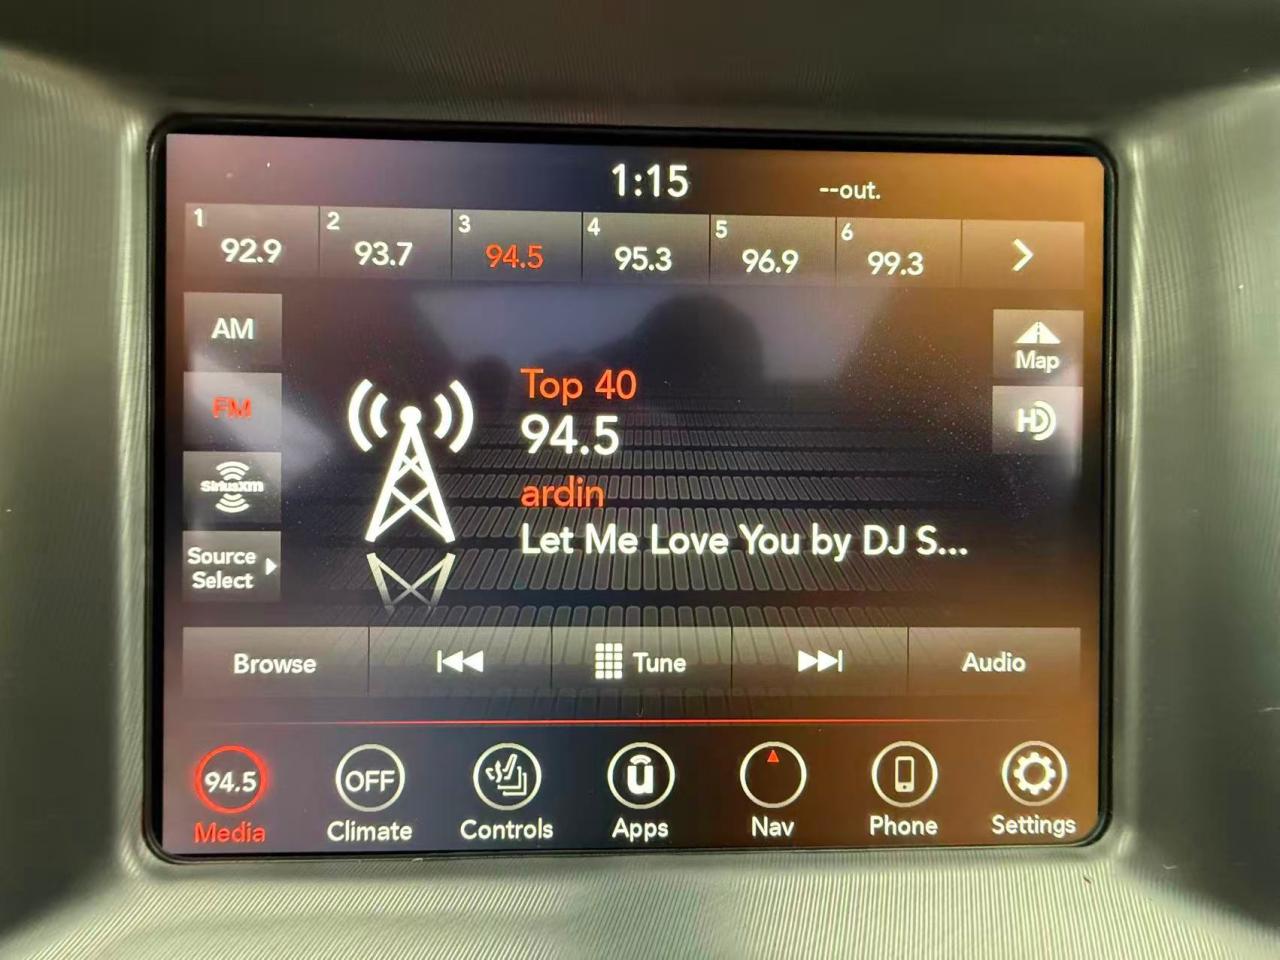 1:15
--out.
1 92.9
2 93.7
3 94.5
4 95.3
5 96.9
6 99.3
AM
FM
SiriusXM
Source
Select
Top 40
94.5
ardin
Let Me Love You by DJ S...
Map
HD
Browse
Tune
Audio
94.5
Media
OFF
Climate
Controls
u
Apps
Nav
Phone
Settings